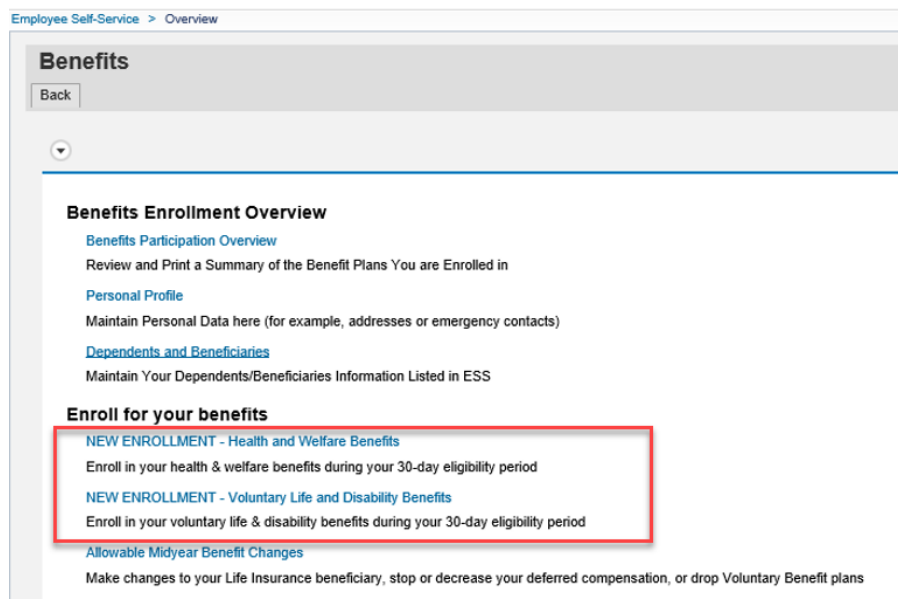 Employee Self-Service > Overview
Benefits
Back
Benefits Enrollment Overview
Benefits Participation Overview
Review and Print a Summary of the Benefit Plans You are Enrolled in
Personal Profile
Maintain Personal Data here (for example, addresses or emergency contacts)
Dependents and Beneficiaries
Maintain Your Dependents/Beneficiaries Information Listed in ESS
Enroll for your benefits
NEW ENROLLMENT - Health and Welfare Benefits
Enroll in your health & welfare benefits during your 30-day eligibility period
NEW ENROLLMENT - Voluntary Life and Disability Benefits
Enroll in your voluntary life & disability benefits during your 30-day eligibility period
Allowable Midyear Benefit Changes
Make changes to your Life Insurance beneficiary, stop or decrease your deferred compensation, or drop Voluntary Benefit plans